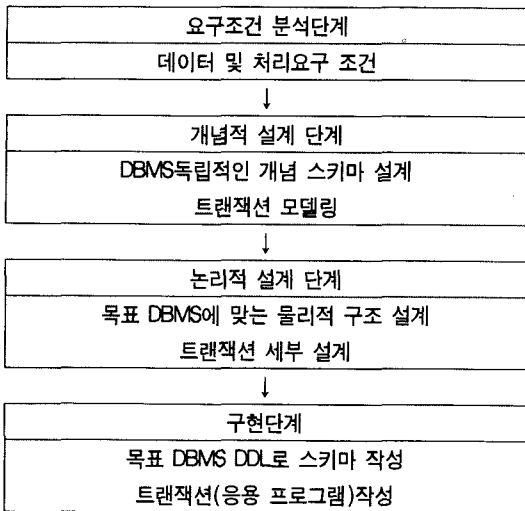 요구조건 분석단계
데이터 및 처리요구 조건
↓
개념적 설계 단계
DBMS독립적인 개념 스키마 설계
트랜잭션 모델링
↓
논리적 설계 단계
목표 DBMS에 맞는 물리적 구조 설계
트랜잭션 세부 설계
↓
구현단계
목표 DBMS DDL로 스키마 작성
트랜잭션(응용 프로그램)작성